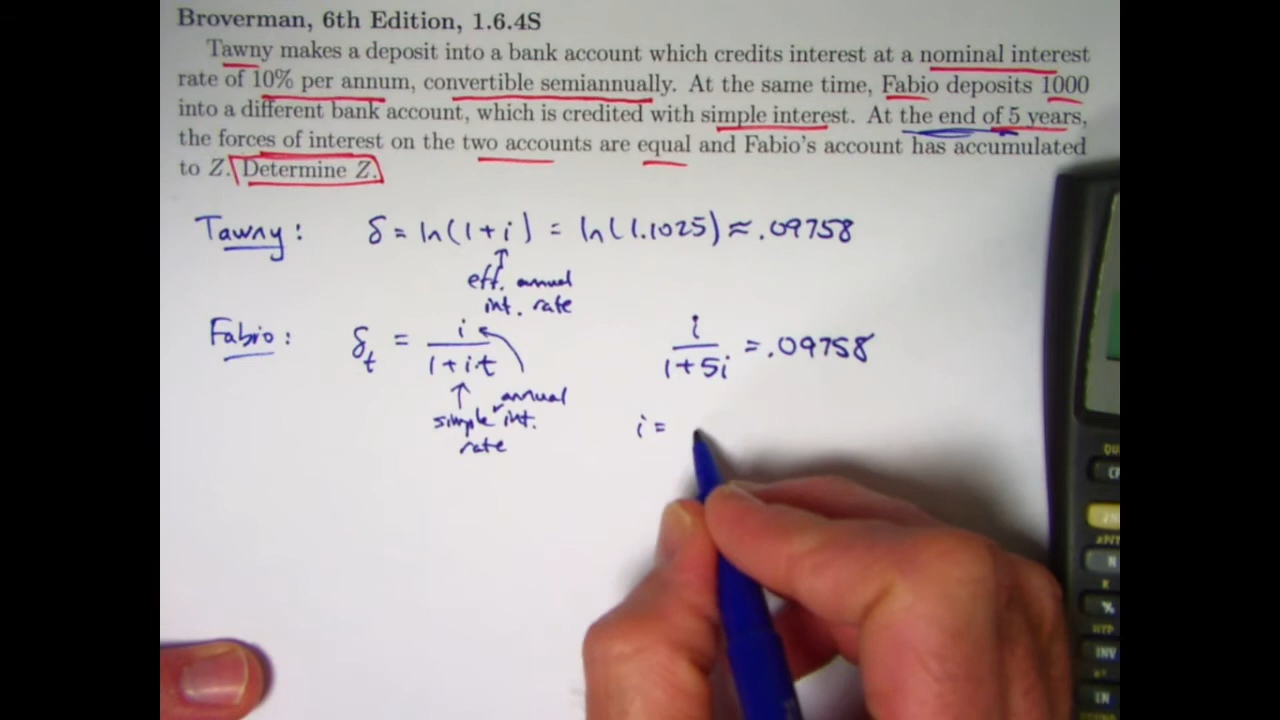 Broverman, 6th Edition, 1.6.4S
Tawny makes a deposit into a bank account which credits interest at a nominal interest
rate of 10% per annum, convertible semiannually. At the same time, Fabio deposits 1000
into a different bank account, which is credited with simple interest. At the end of 5 years,
the forces of interest on the two accounts are equal and Fabio's account has accumulated
to Z. Determine Z.
Tawny: δ = ln(1+i) = ln(1.1025) ≈ .09758
eff. annual
int. rate
Fabio: δt = i / 1+it
i / 1+5i = .09758
simple annual int.
rate
i =
CP
N
%
HYP
INV
LN